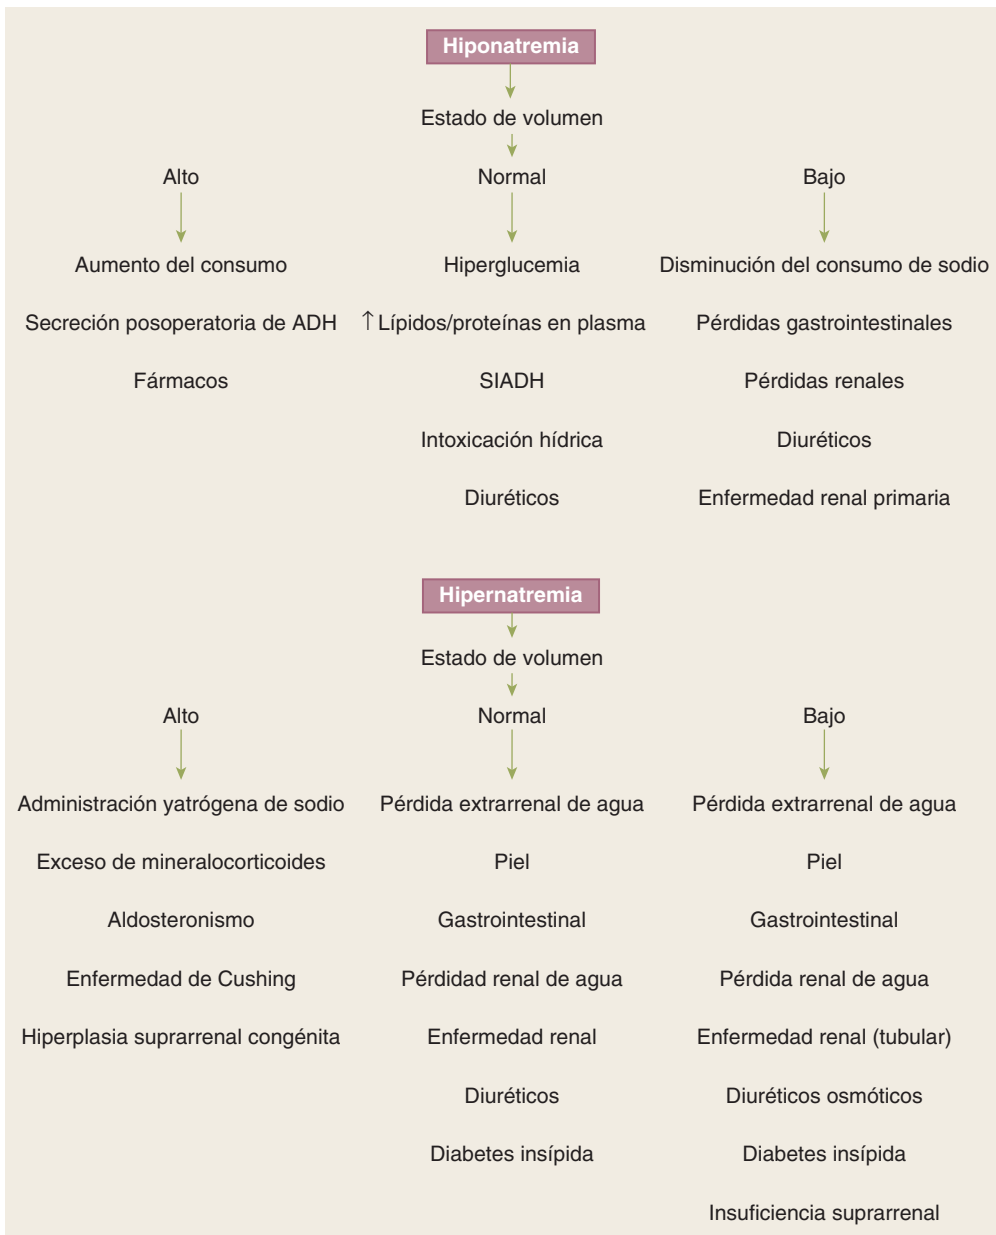 Hiponatremia
Estado de volumen
Alto Normal Bajo
Aumento del consumo Hiperglucemia Disminución del consumo de sodio
Secreción posoperatoria de ADH ↑ Lípidos/proteínas en plasma Pérdidas gastrointestinales
Fármacos SIADH Pérdidas renales
Intoxicación hídrica Diuréticos
Diuréticos Enfermedad renal primaria
Hipernatremia
Estado de volumen
Alto Normal Bajo
Administración yatrógena de sodio Pérdida extrarrenal de agua Pérdida extrarrenal de agua
Exceso de mineralocorticoides Piel Piel
Aldosteronismo Gastrointestinal Gastrointestinal
Enfermedad de Cushing Pérdidad renal de agua Pérdida renal de agua
Hiperplasia suprarrenal congénita Enfermedad renal Enfermedad renal (tubular)
Diuréticos Diuréticos osmóticos
Diabetes insípida Diabetes insípida
Insuficiencia suprarrenal